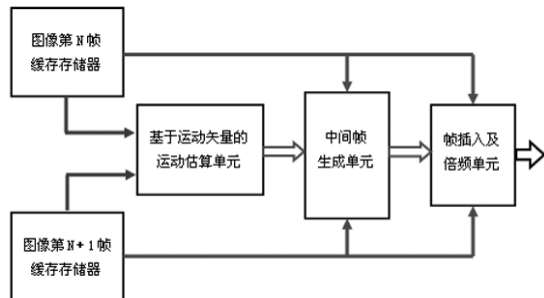 图像第N帧
缓存存储器
基于运动矢量的
运动估算单元
中间帧
生成单元
帧插入及
倍频单元
图像第N+1帧
缓存存储器